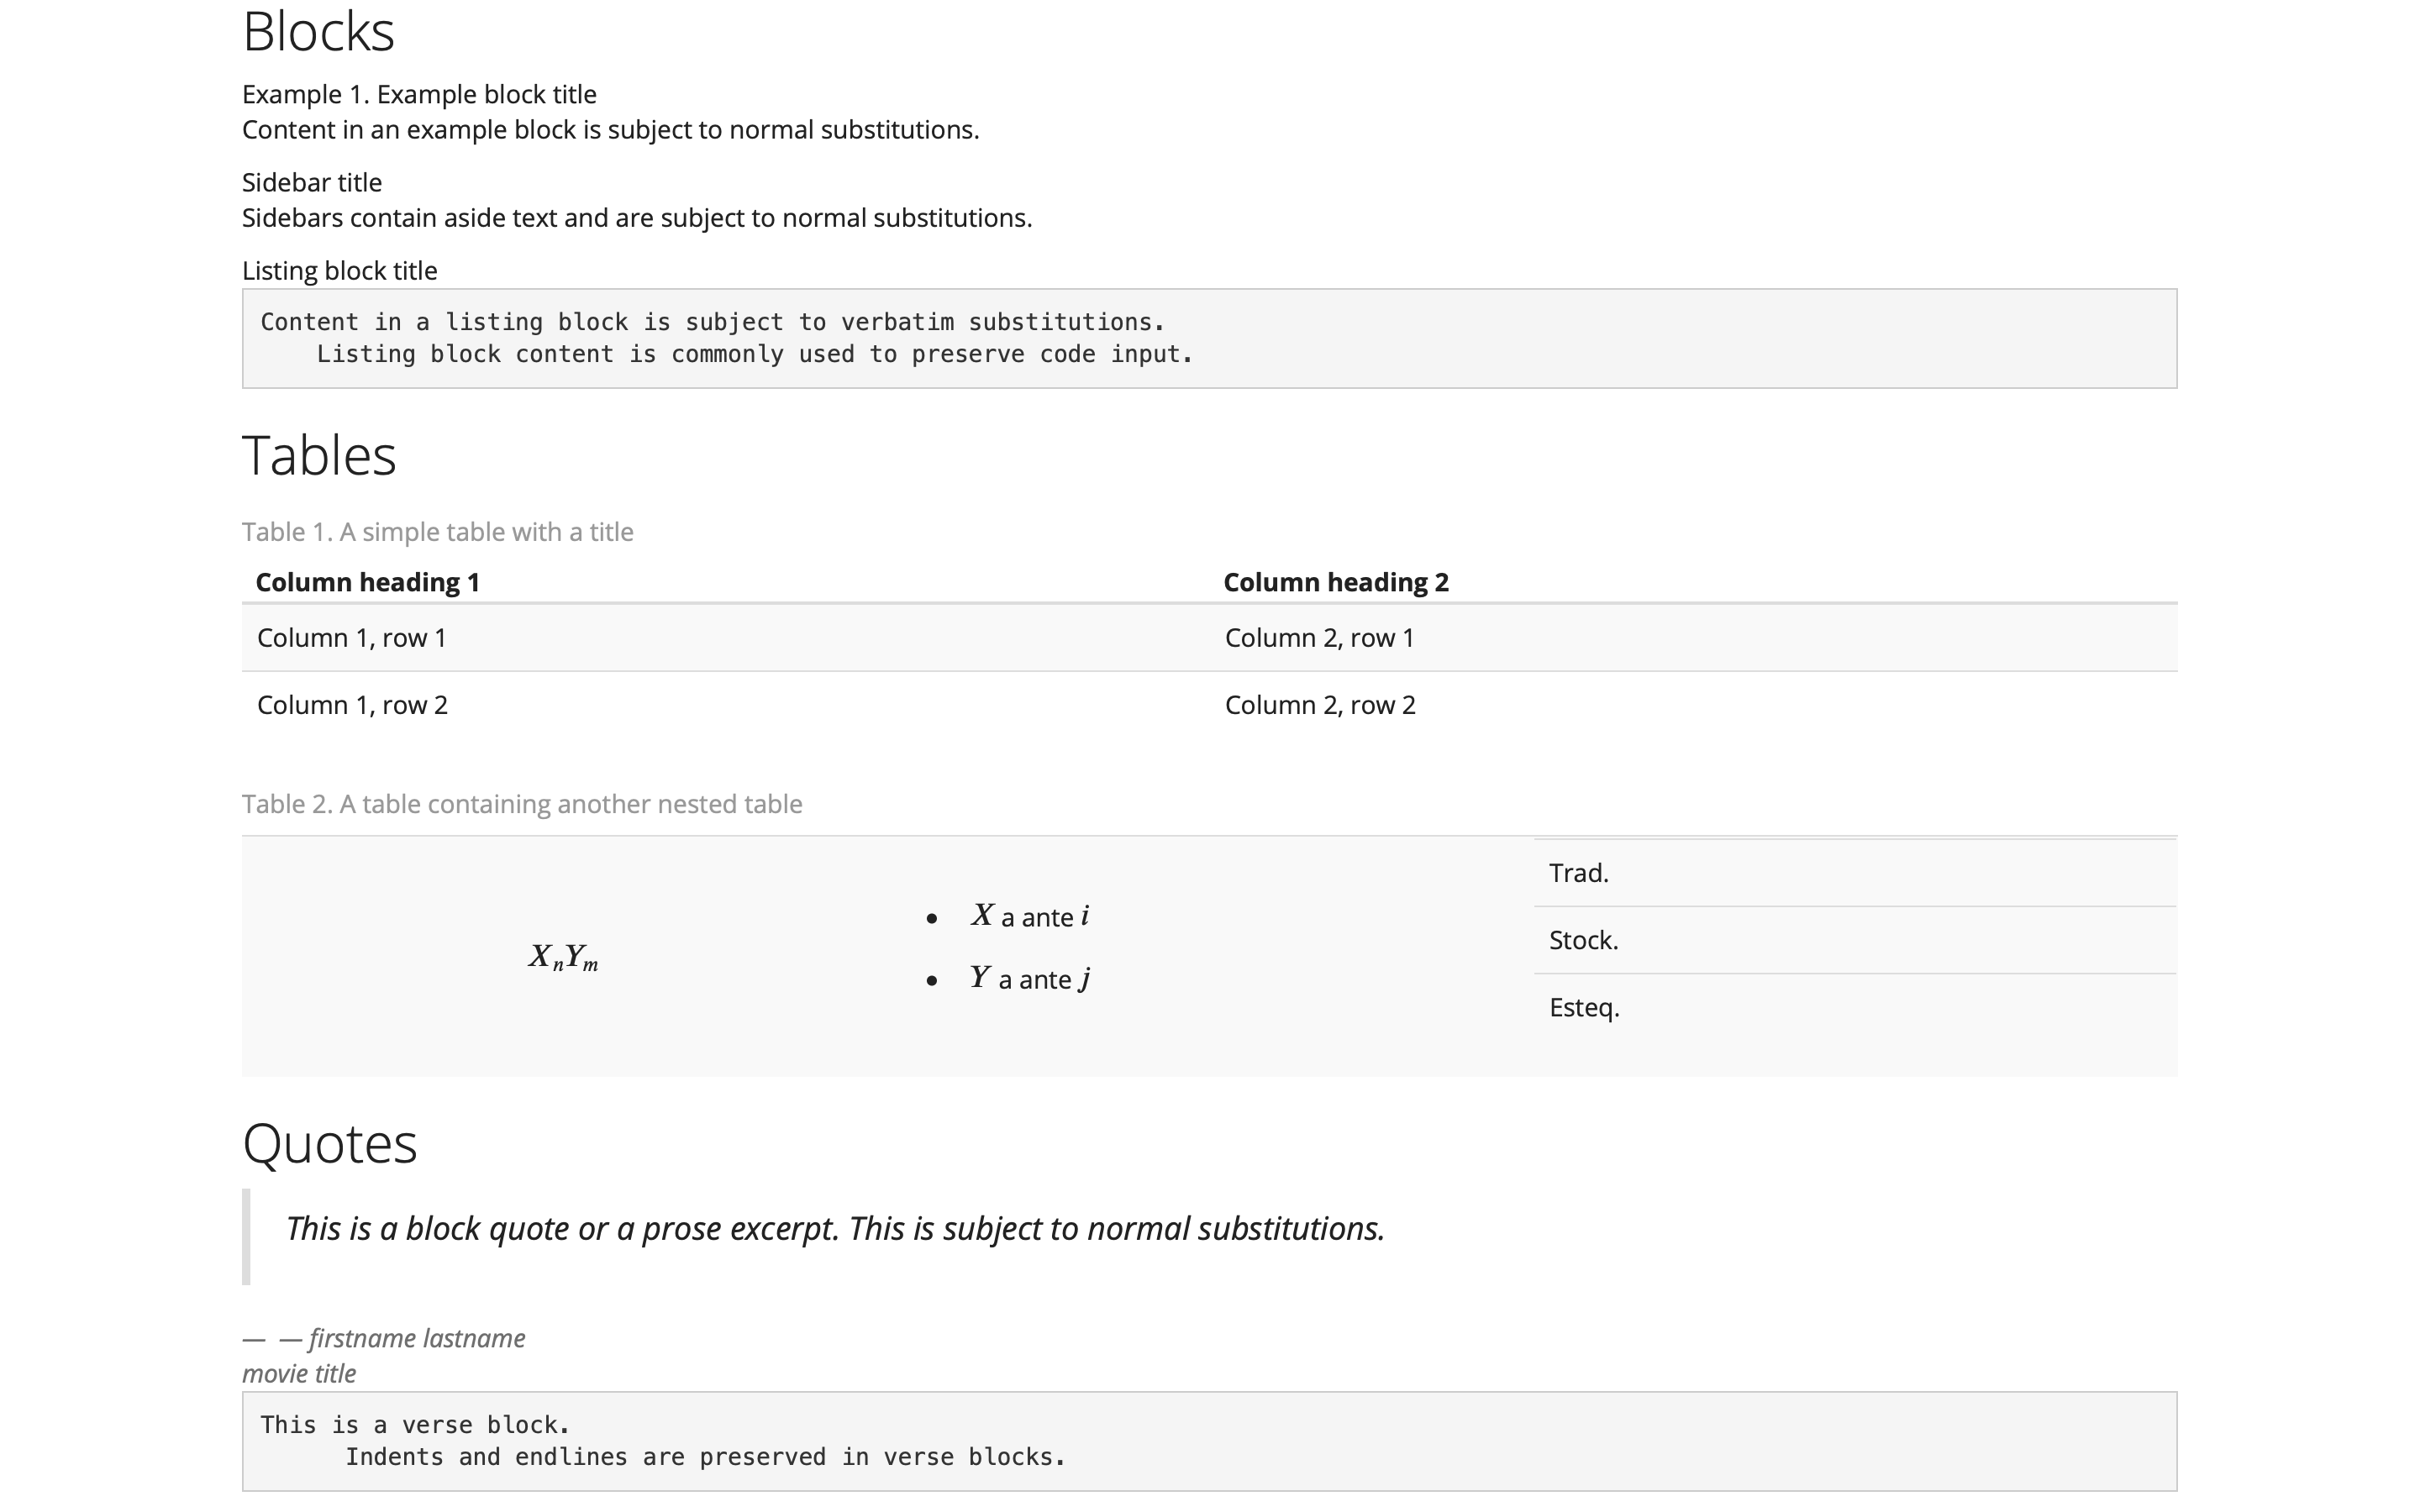 Blocks
Example 1. Example block title
Content in an example block is subject to normal substitutions.
Sidebar title
Sidebars contain aside text and are subject to normal substitutions.
Listing block title
Content in a listing block is subject to verbatim substitutions.
    Listing block content is commonly used to preserve code input.
Tables
Table 1. A simple table with a title
Column heading 1 Column heading 2
Column 1, row 1 Column 2, row 1
Column 1, row 2 Column 2, row 2
Table 2. A table containing another nested table
XₙYₘ
• X a ante i
• Y a ante j
Trad.
Stock.
Esteq.
Quotes
This is a block quote or a prose excerpt. This is subject to normal substitutions.
— — firstname lastname
movie title
This is a verse block.
      Indents and endlines are preserved in verse blocks.